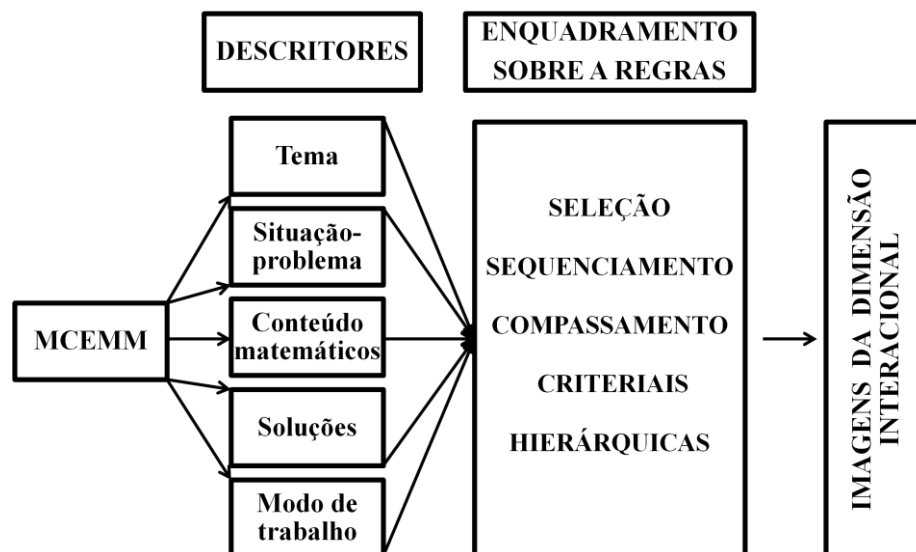 DESCRITORES
ENQUADRAMENTO
SOBRE A REGRAS
MCEMM
Tema
Situação-
problema
Conteúdo
matemáticos
Soluções
Modo de
trabalho
SELEÇÃO
SEQUENCIAMENTO
COMPASSAMENTO
CRITERIAIS
HIERÁRQUICAS
IMAGENS DA DIMENSÃO
INTERACIONAL